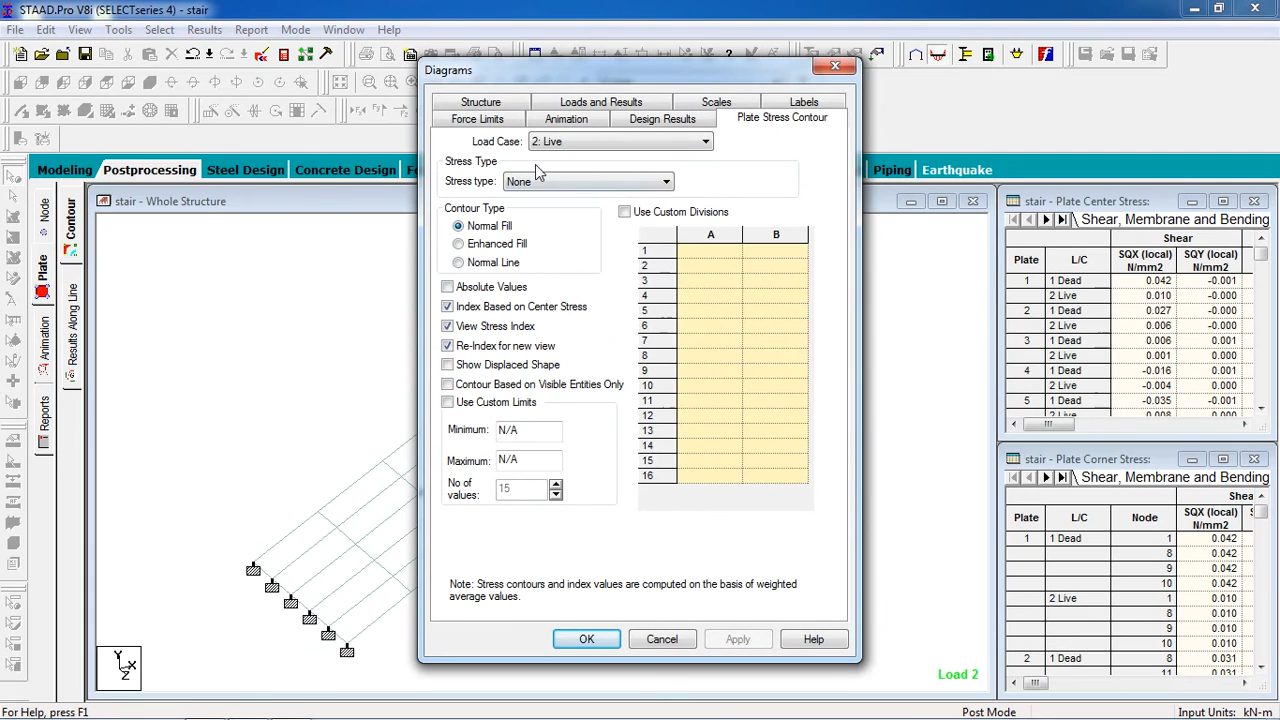 STAAD.Pro V8i (SELECTseries 4) - stair
File Edit View Tools Select Results Report Mode Window Help
Modeling Postprocessing Steel Design Concrete Design Earthquake
Node
Plate
Animation
Reports
Contour
Results Along Line
stair - Whole Structure
Load 2
Diagrams
Structure Loads and Results Scales Labels
Force Limits Animation Design Results Plate Stress Contour
Load Case: 2: Live
Stress Type
Stress type: None
Contour Type
Normal Fill
Enhanced Fill
Normal Line
Absolute Values
Index Based on Center Stress
View Stress Index
Re-Index for new view
Show Displaced Shape
Contour Based on Visible Entities Only
Use Custom Limits
Minimum: N/A
Maximum: N/A
No of values: 15
Use Custom Divisions
A B
1
2
3
4
5
6
7
8
9
10
11
12
13
14
15
16
Note: Stress contours and index values are computed on the basis of weighted
average values.
OK Cancel Apply Help
stair - Plate Center Stress:
Shear, Membrane and Bending
Shear
Plate L/C SQX (local) N/mm2 SQY (local) N/mm2
1 1 Dead 0.042 -0.001
2 Live 0.010 -0.000
2 1 Dead 0.027 -0.000
2 Live 0.006 -0.000
3 1 Dead 0.006 -0.001
2 Live 0.001 -0.000
4 1 Dead -0.016 -0.001
2 Live -0.004 -0.000
5 1 Dead -0.035 -0.001
stair - Plate Corner Stress:
Shear, Membrane and Bending
Shea
Plate L/C Node SQX (local) N/mm2
1 1 Dead 1 0.042
8 0.042
9 0.042
10 0.042
2 Live 1 0.010
8 0.010
9 0.010
10 0.010
2 1 Dead 8 0.031
11 0.031
X
Y
Z
For Help, press F1
Post Mode
Input Units: kN-m